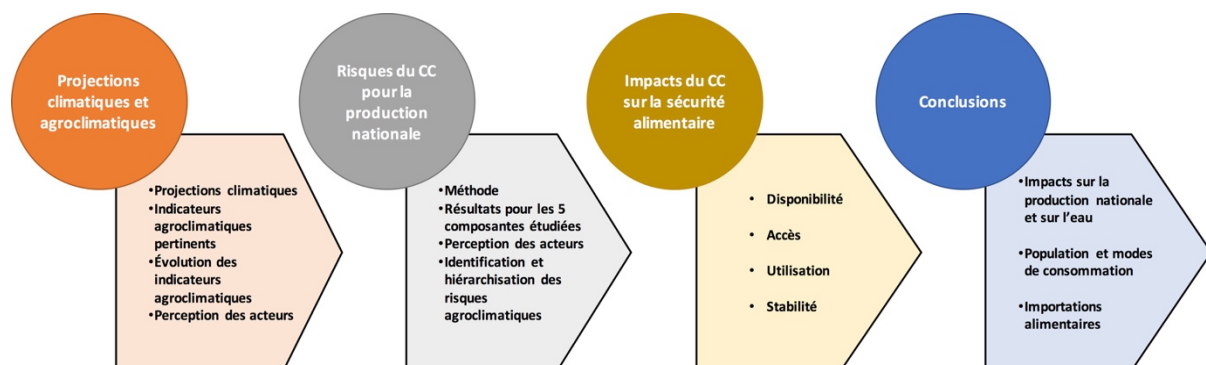 Projections
climatiques et
agroclimatiques
•Projections climatiques
•Indicateurs
agroclimatiques
pertinents
•Évolution des
indicateurs
agroclimatiques
•Perception des acteurs
Risques du CC
pour la
production
nationale
•Méthode
•Résultats pour les 5
composantes étudiées
•Perception des acteurs
•Identification et
hiérarchisation des
risques
agroclimatiques
Impacts du CC
sur la sécurité
alimentaire
• Disponibilité
• Accès
• Utilisation
• Stabilité
Conclusions
•Impacts sur la
production nationale
et sur l'eau
•Population et modes
de consommation
•Importations
alimentaires